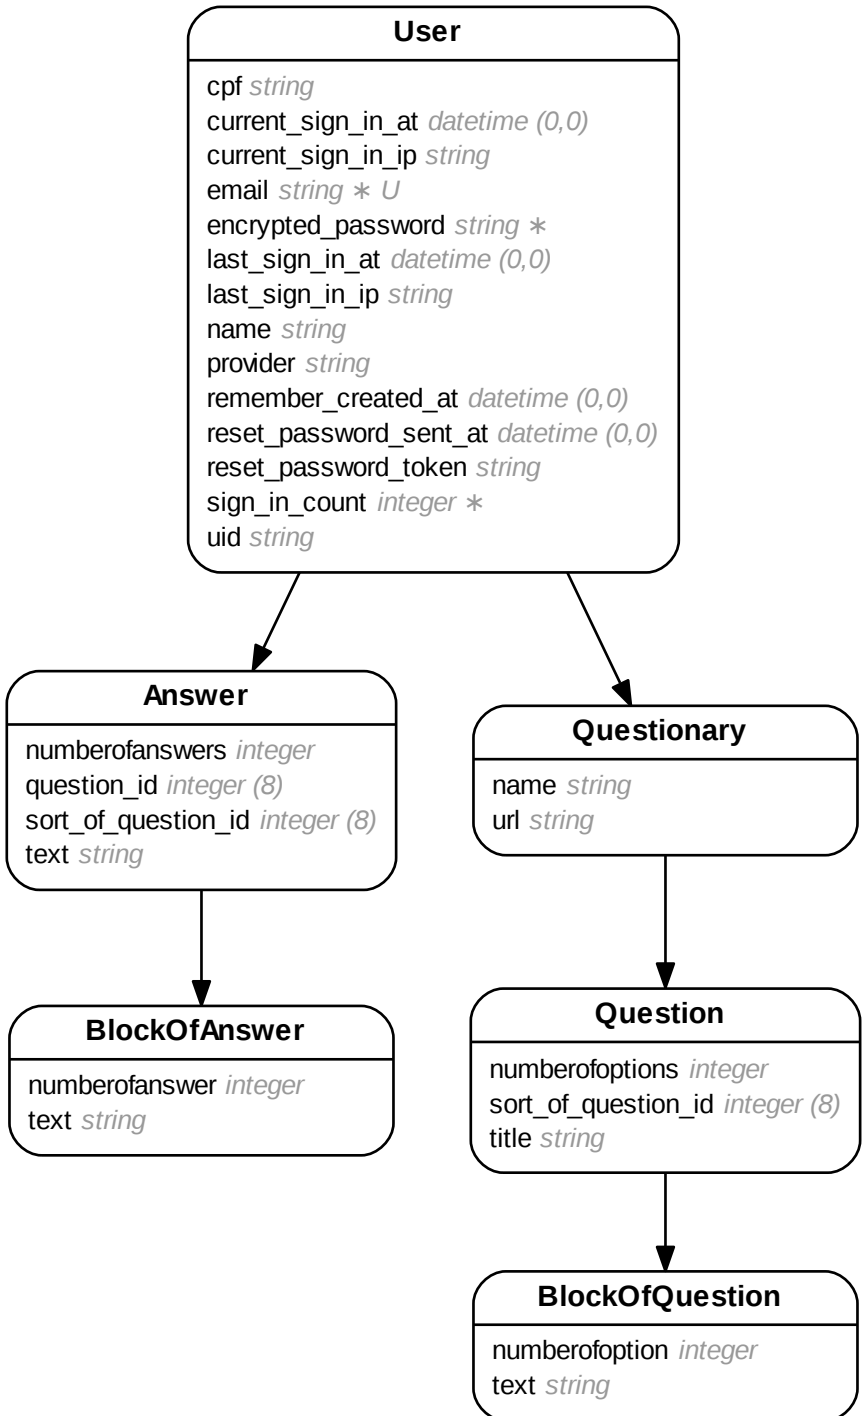 User
cpf string
current_sign_in_at datetime (0,0)
current_sign_in_ip string
email string ∗ U
encrypted_password string ∗
last_sign_in_at datetime (0,0)
last_sign_in_ip string
name string
provider string
remember_created_at datetime (0,0)
reset_password_sent_at datetime (0,0)
reset_password_token string
sign_in_count integer ∗
uid string
Answer
numberofanswers integer
question_id integer (8)
sort_of_question_id integer (8)
text string
Questionary
name string
url string
BlockOfAnswer
numberofanswer integer
text string
Question
numberofoptions integer
sort_of_question_id integer (8)
title string
BlockOfQuestion
numberofoption integer
text string